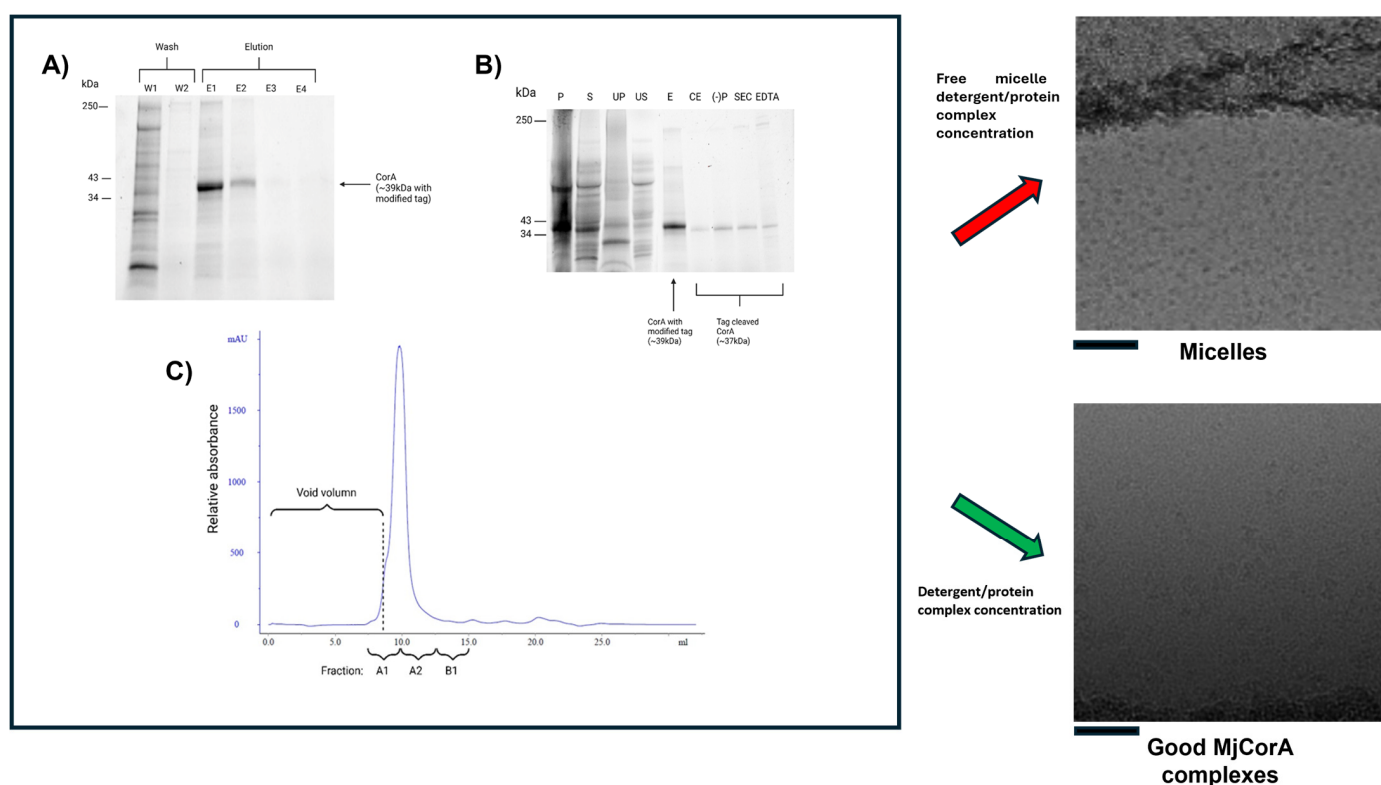 A)
Wash
Elution
kDa
W1 W2 E1 E2 E3 E4
250
43
34
CorA
(~39kDa with
modified tag)
B)
kDa
P S UP US E CE (-)P SEC EDTA
250
43
34
CorA with
modified tag
(~39kDa)
Tag cleaved
CorA
(~37kDa)
C)
mAU
Relative absorbance
1500
1000
500
0
Void volumn
0.0 5.0 10.0 15.0 20.0 25.0 ml
Fraction: A1 A2 B1
Free micelle
detergent/protein
complex
concentration
Micelles
Detergent/protein
complex concentration
Good MjCorA
complexes